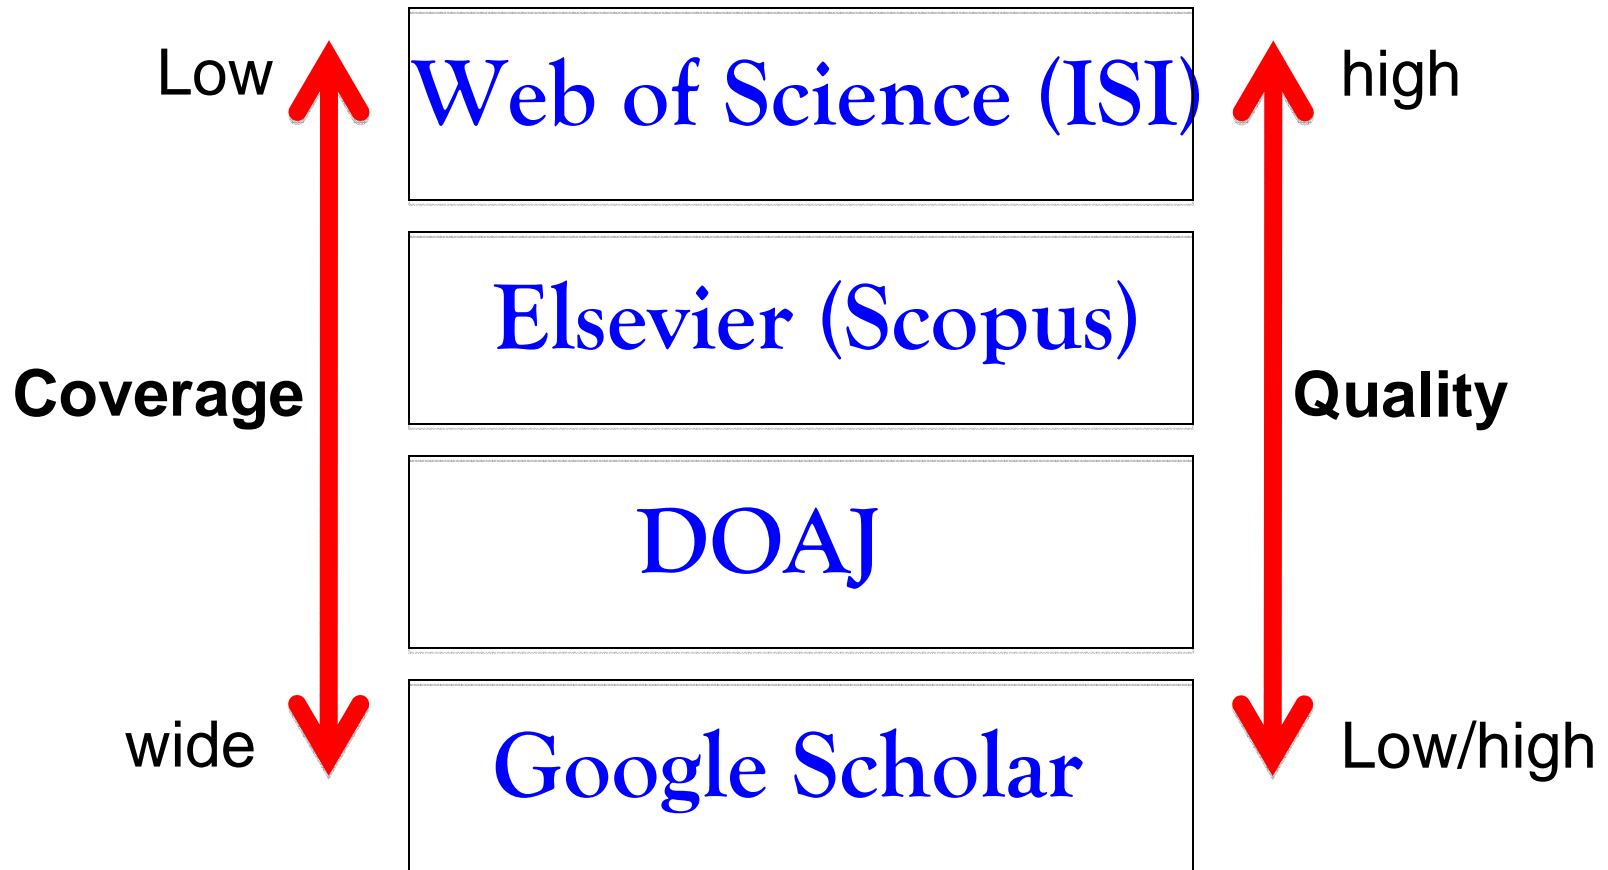 Low
Web of Science (ISI)
high
Elsevier (Scopus)
Coverage
Quality
DOAJ
wide
Google Scholar
Low/high